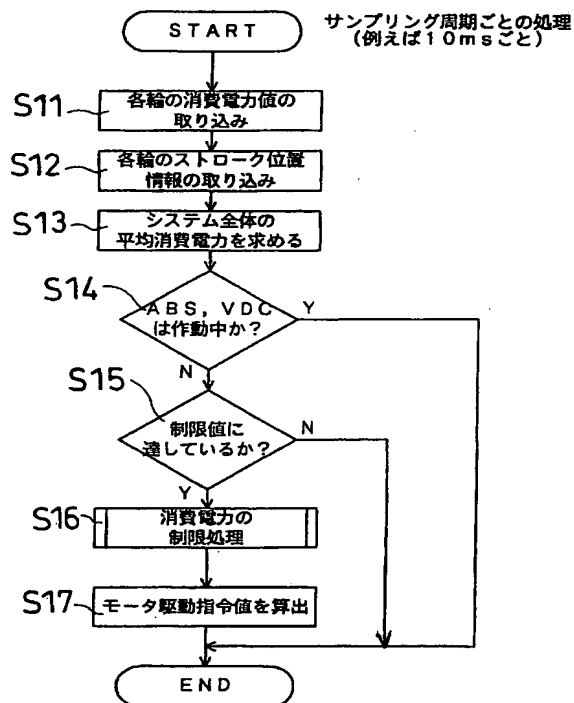 START
サンプリング周期ごとの処理
(例えば10msごと)
S11
各輪の消費電力値の
取り込み
S12
各輪のストローク位置
情報の取り込み
S13
システム全体の
平均消費電力を求める
S14
ABS,VDC
は作動中か?
Y
N
S15
制限値に
達しているか?
N
Y
S16
消費電力の
制限処理
S17
モータ駆動指令値を算出
END